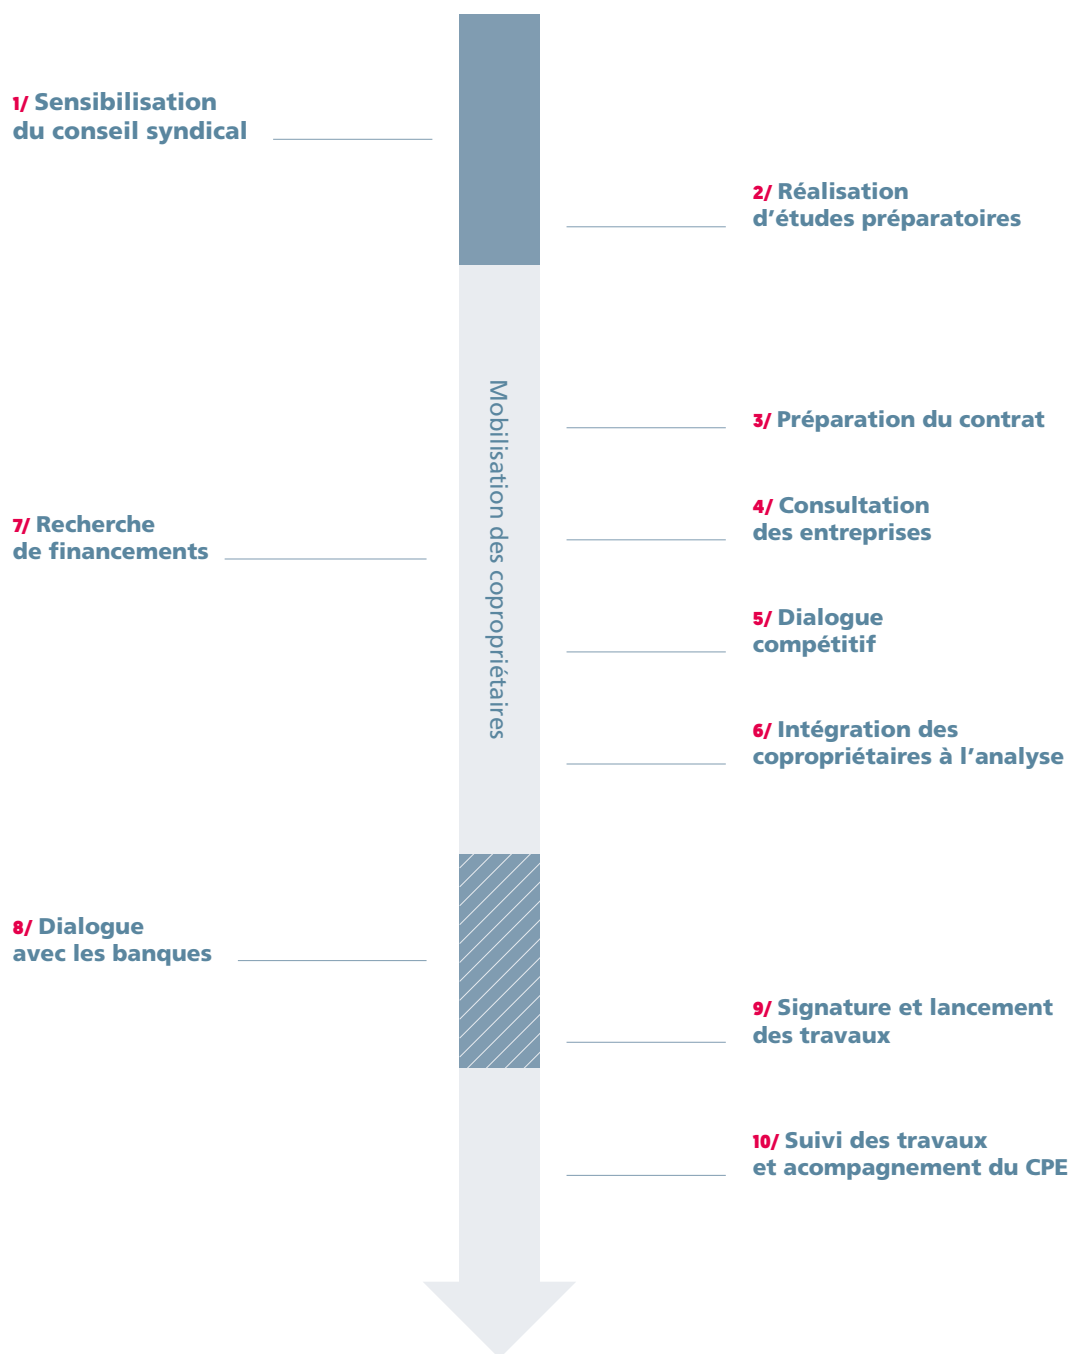 1/ Sensibilisation
du conseil syndical
2/ Réalisation
d’études préparatoires
Mobilisation des copropriétaires
3/ Préparation du contrat
4/ Consultation
des entreprises
5/ Dialogue
compétitif
6/ Intégration des
copropriétaires à l’analyse
7/ Recherche
de financements
8/ Dialogue
avec les banques
9/ Signature et lancement
des travaux
10/ Suivi des travaux
et acompagnement du CPE